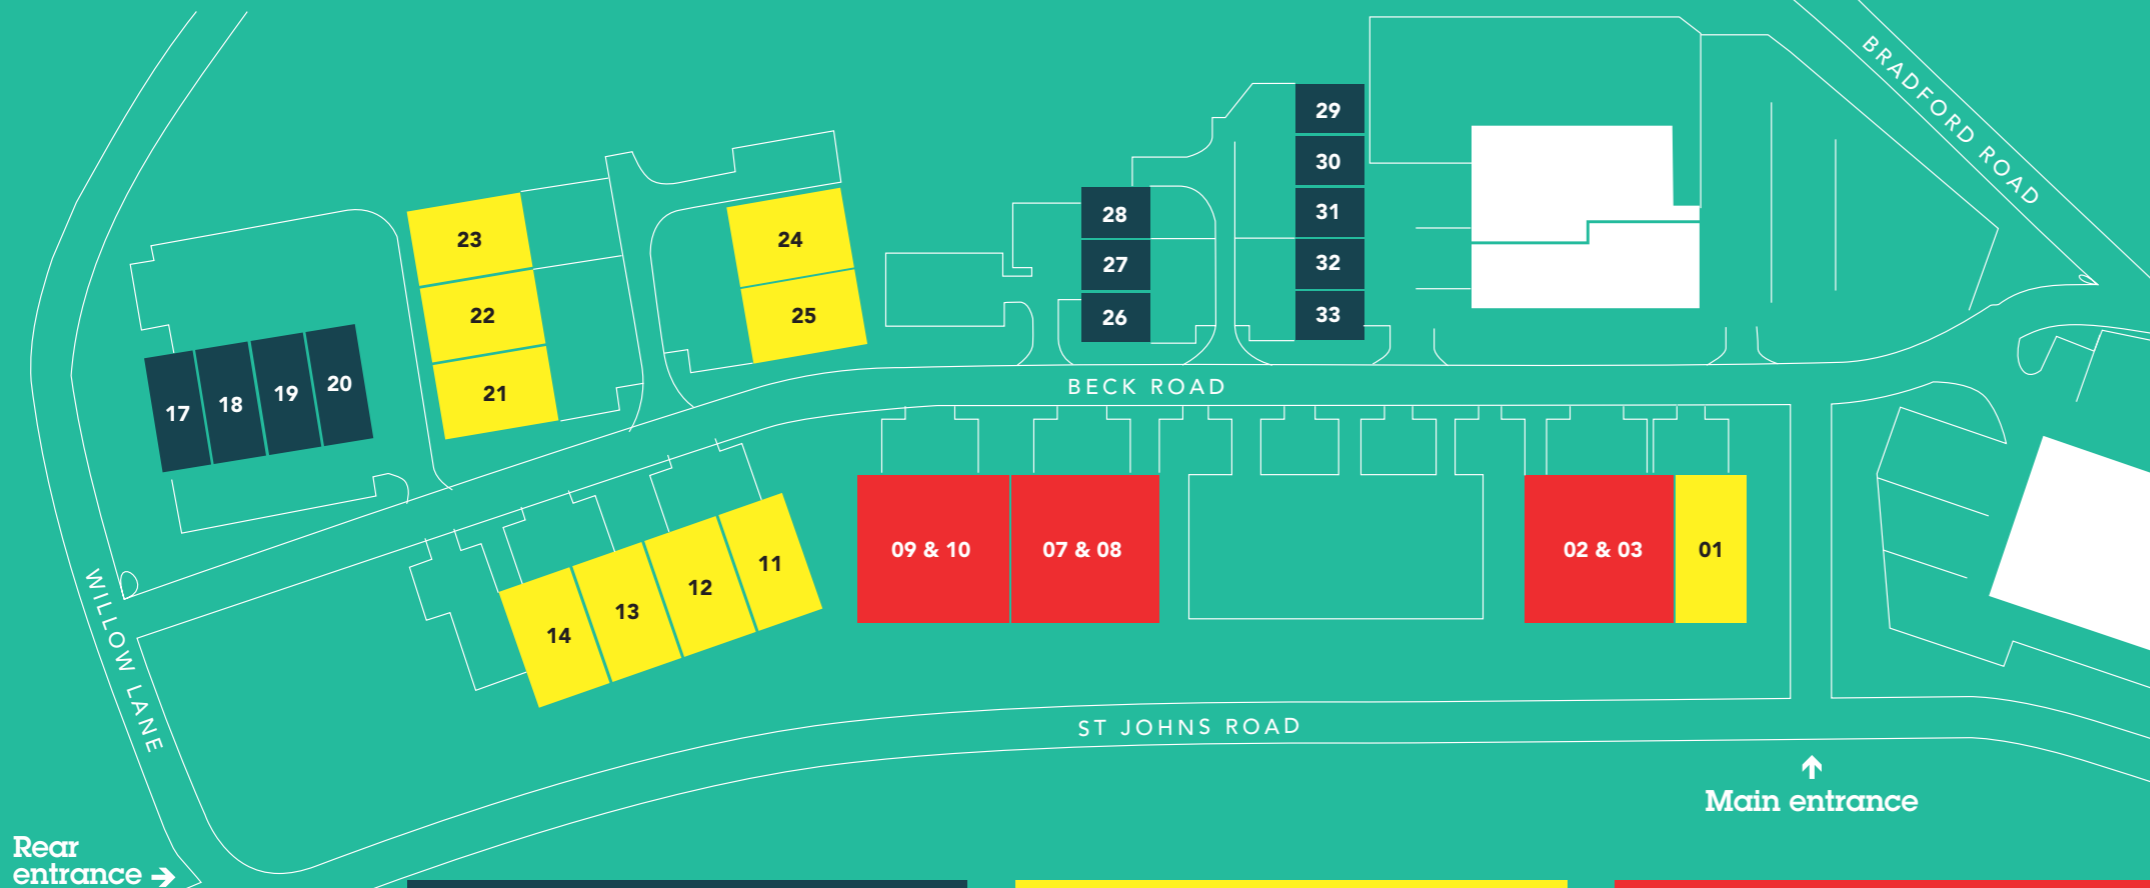 BRADFORD ROAD
29
30
31
32
33
28
27
26
23
22
21
24
25
17
18
19
20
BECK ROAD
14
13
12
11
09 & 10
07 & 08
02 & 03
01
WILLOW LANE
ST JOHNS ROAD
Main entrance
Rear
entrance